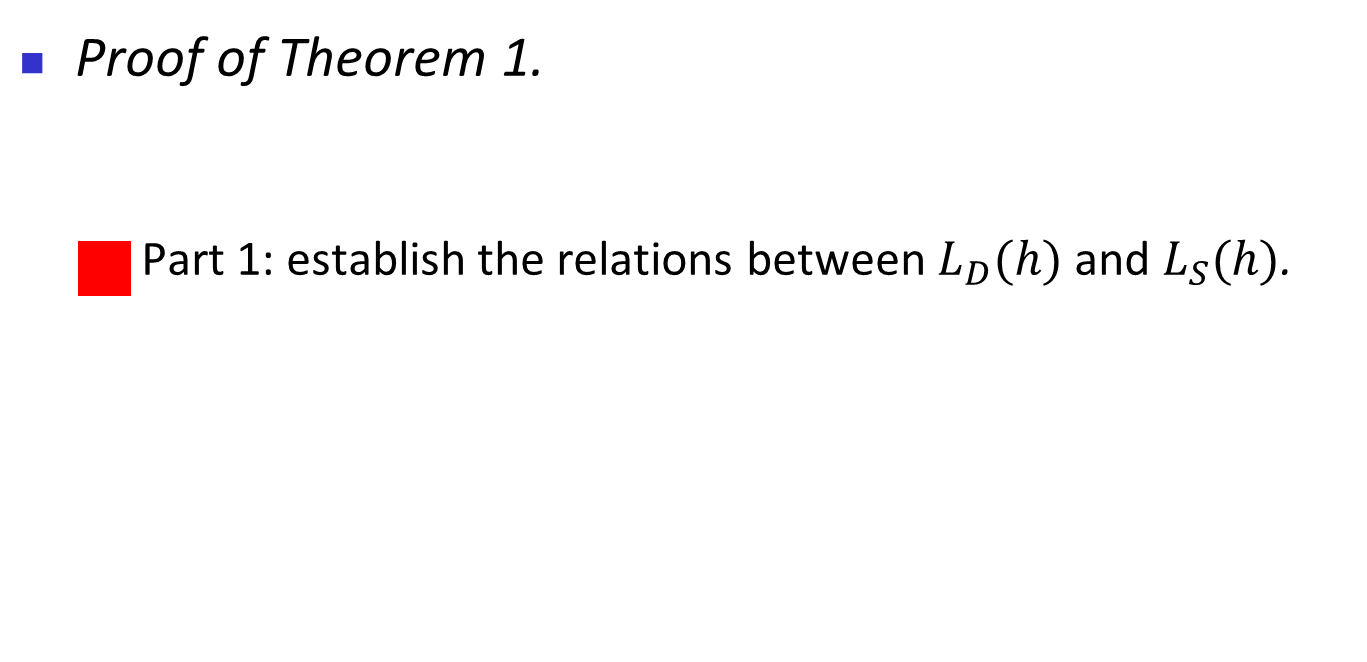 Proof of Theorem 1.
Part 1: establish the relations between $L_D(h)$ and $L_S(h)$.